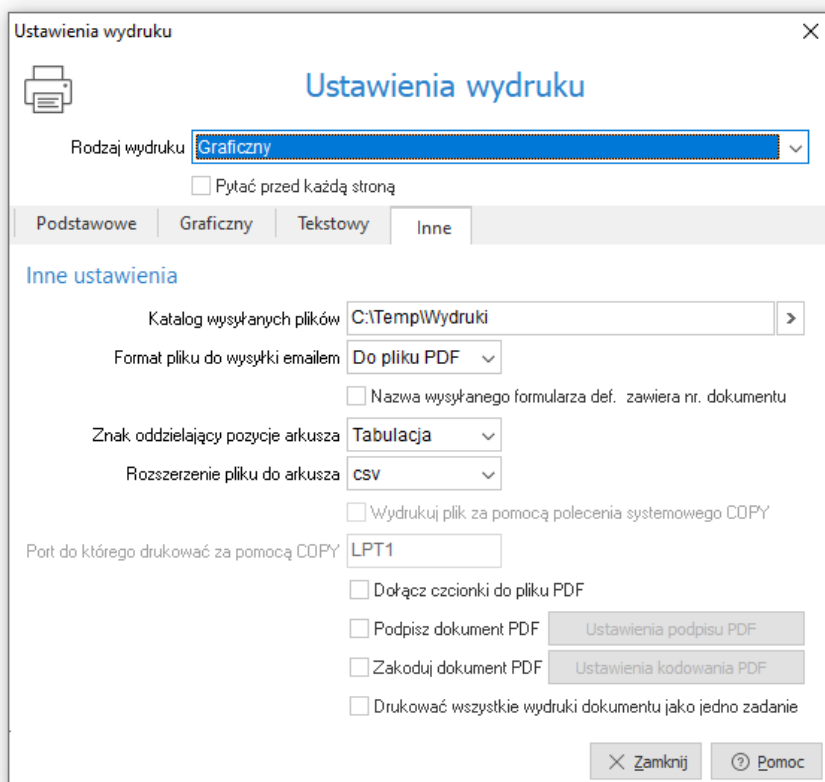 Ustawienia wydruku
Ustawienia wydruku
Rodzaj wydruku Graficzny
Pytać przed każdą stroną
Podstawowe Graficzny Tekstowy Inne
Inne ustawienia
Katalog wysyłanych plików C:\Temp\Wydruki
Format pliku do wysyłki emailem Do pliku PDF
Nazwa wysyłanego formularza def. zawiera nr. dokumentu
Znak oddzielający pozycje arkusza Tabulacja
Rozszerzenie pliku do arkusza csv
Wydrukuj plik za pomocą polecenia systemowego COPY
Port do którego drukować za pomocą COPY LPT1
Dołącz czcionki do pliku PDF
Podpisz dokument PDF Ustawienia podpisu PDF
Zakoduj dokument PDF Ustawienia kodowania PDF
Drukować wszystkie wydruki dokumentu jako jedno zadanie
Zamknij Pomoc